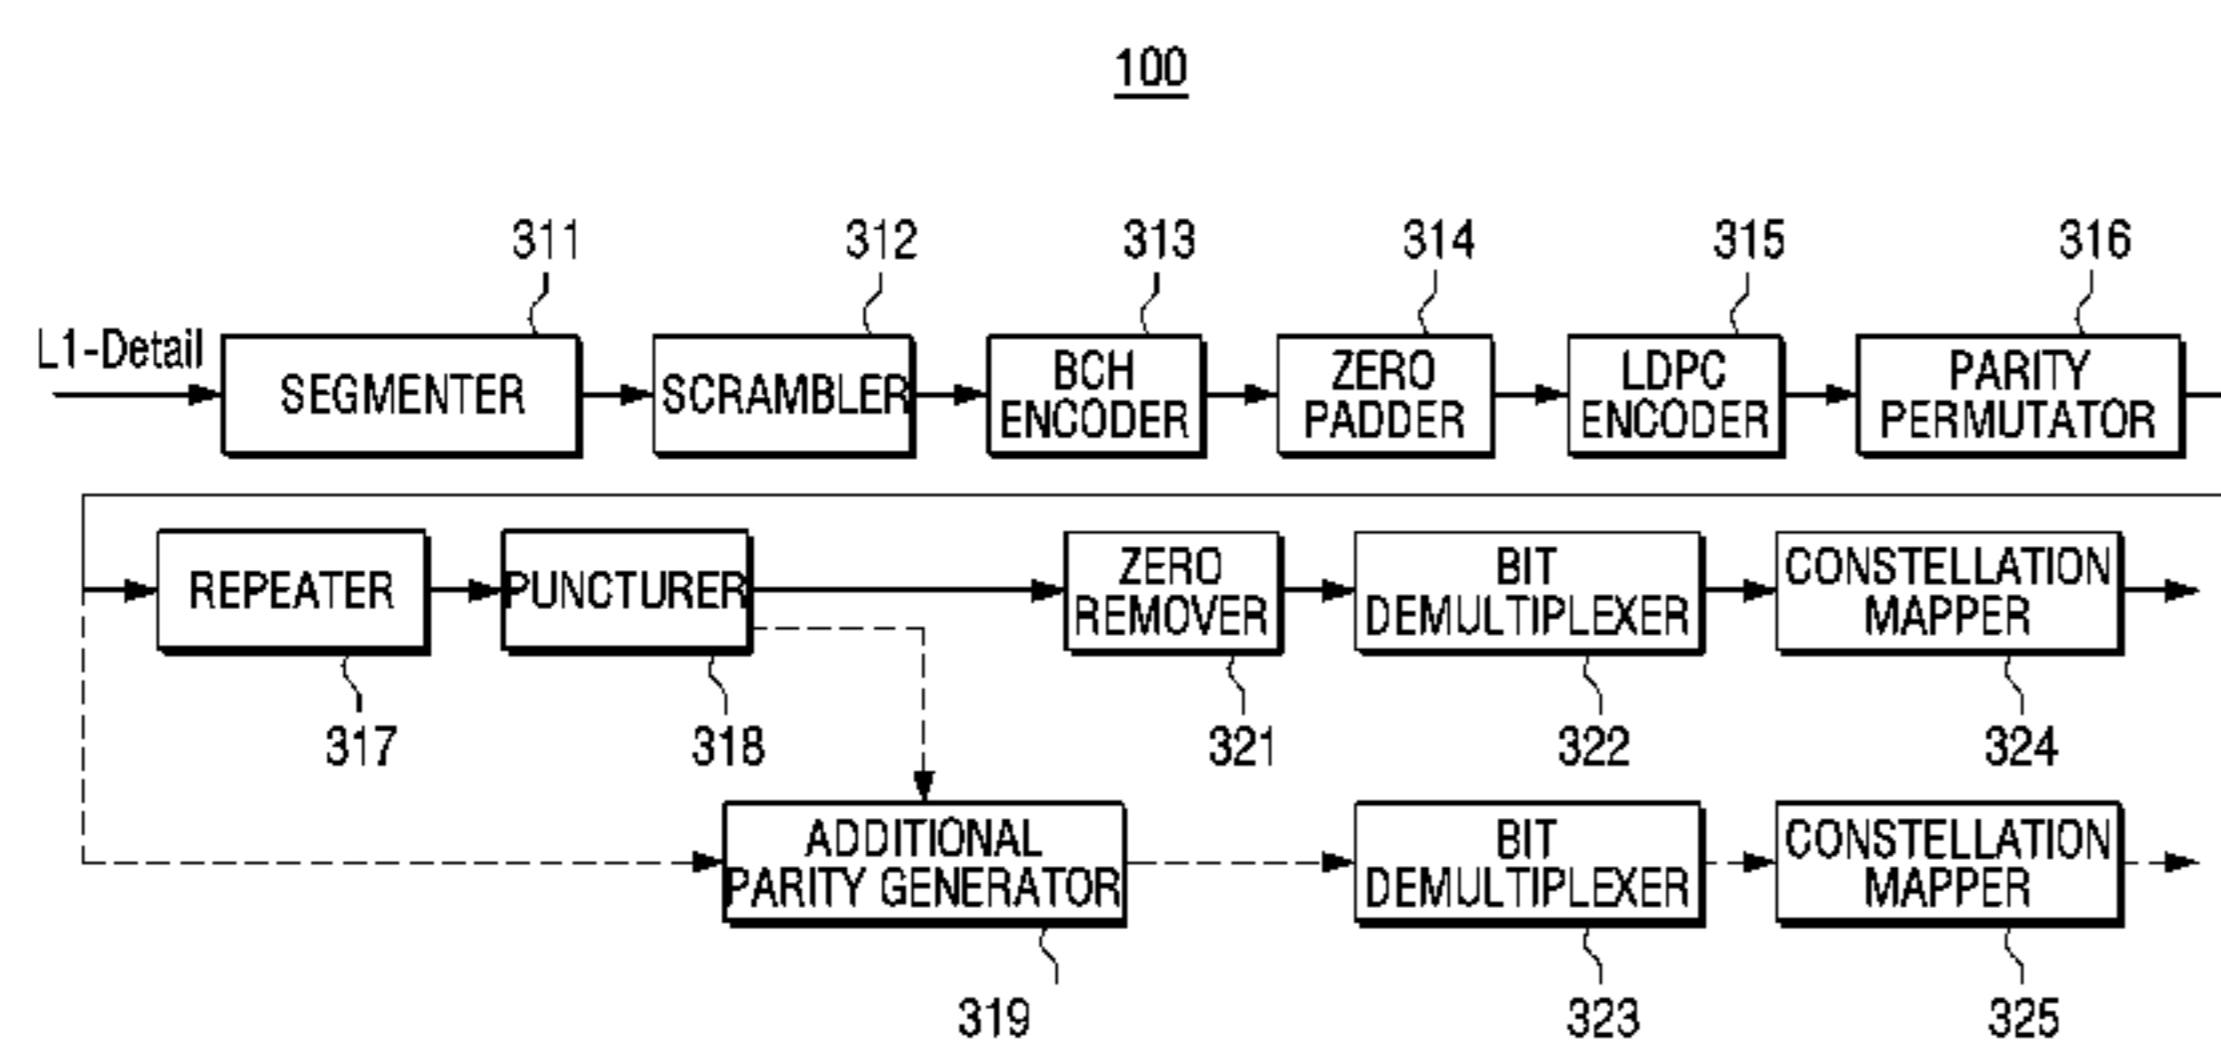 100
311
312
313
314
315
316
L1-Detail
SEGMENTER
SCRAMBLER
BCH
ENCODER
ZERO
PADDER
LDPC
ENCODER
PARITY
PERMUTATOR
REPEATER
PUNCTURER
ZERO
REMOVER
BIT
DEMULTIPLEXER
CONSTELLATION
MAPPER
317
318
321
322
324
ADDITIONAL
PARITY GENERATOR
BIT
DEMULTIPLEXER
CONSTELLATION
MAPPER
319
323
325